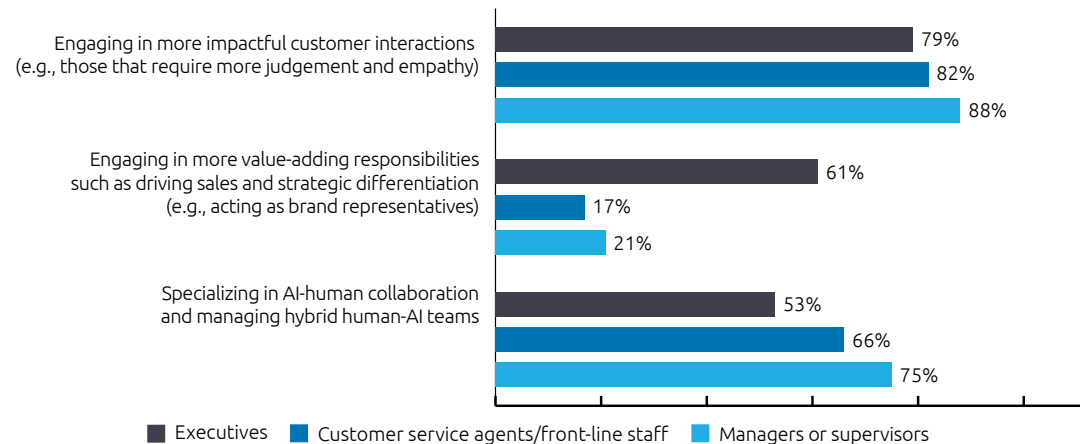 Engaging in more impactful customer interactions
(e.g., those that require more judgement and empathy)
79%
82%
88%
Engaging in more value-adding responsibilities
such as driving sales and strategic differentiation
(e.g., acting as brand representatives)
61%
17%
21%
Specializing in AI-human collaboration
and managing hybrid human-AI teams
53%
66%
75%
Executives
Customer service agents/front-line staff
Managers or supervisors